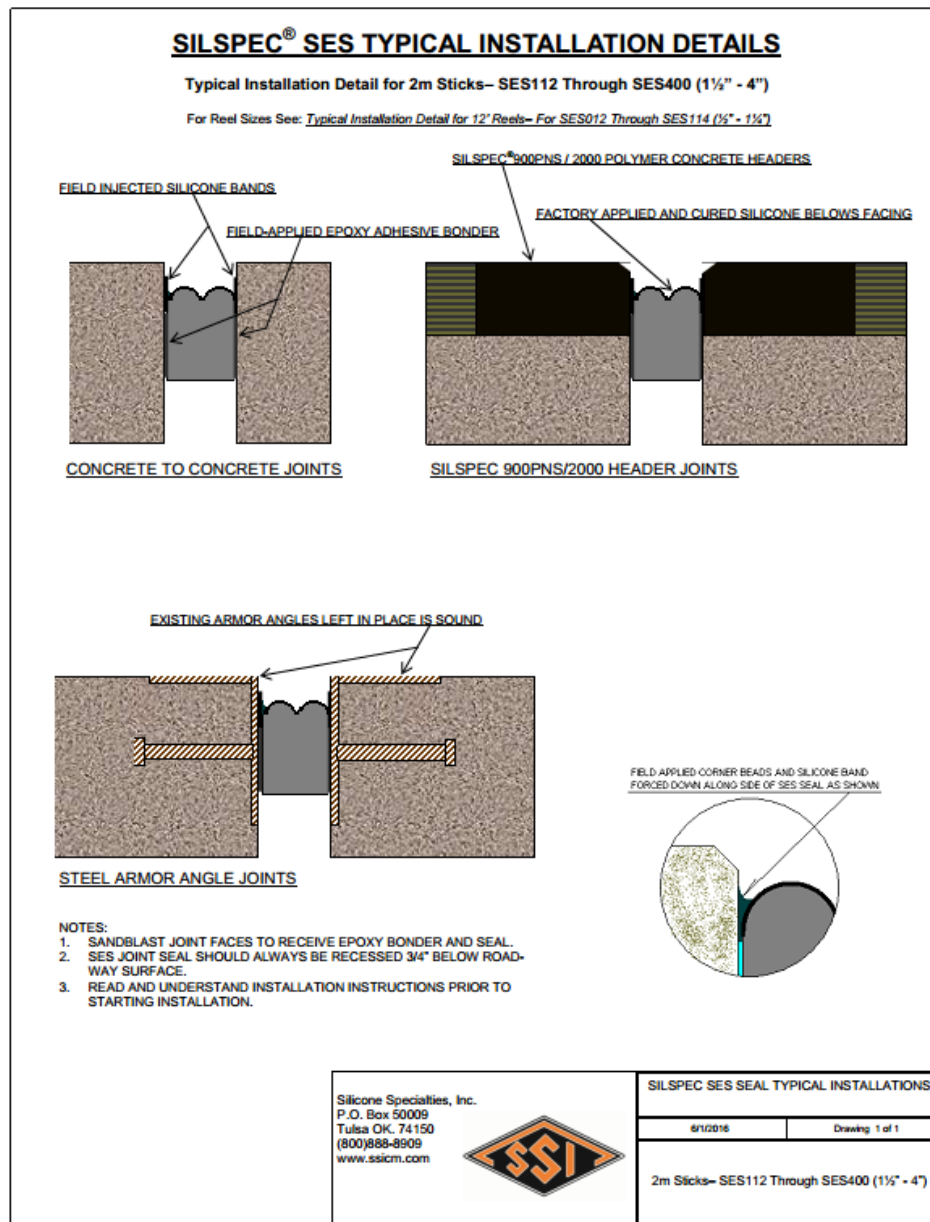 SILSPEC® SES TYPICAL INSTALLATION DETAILS
Typical Installation Detail for 2m Sticks– SES112 Through SES400 (1½” - 4”)
For Reel Sizes See: Typical Installation Detail for 12' Reels– For SES012 Through SES114 (½” - 1¼”)
SILSPEC®900PNS / 2000 POLYMER CONCRETE HEADERS
FIELD INJECTED SILICONE BANDS
FACTORY APPLIED AND CURED SILICONE BELOWS FACING
FIELD-APPLIED EPOXY ADHESIVE BONDER
CONCRETE TO CONCRETE JOINTS
SILSPEC 900PNS/2000 HEADER JOINTS
EXISTING ARMOR ANGLES LEFT IN PLACE IS SOUND
FIELD APPLIED CORNER BEADS AND SILICONE BAND
FORCED DOWN ALONG SIDE OF SES SEAL AS SHOWN
STEEL ARMOR ANGLE JOINTS
NOTES:
1. SANDBLAST JOINT FACES TO RECEIVE EPOXY BONDER AND SEAL.
2. SES JOINT SEAL SHOULD ALWAYS BE RECESSED 3/4" BELOW ROAD-
WAY SURFACE.
3. READ AND UNDERSTAND INSTALLATION INSTRUCTIONS PRIOR TO
STARTING INSTALLATION.
Silicone Specialties, Inc.
P.O. Box 50009
Tulsa OK. 74150
(800)888-8909
www.ssicm.com
SSI
SILSPEC SES SEAL TYPICAL INSTALLATIONS
6/1/2016
Drawing 1 of 1
2m Sticks– SES112 Through SES400 (1½” - 4”)